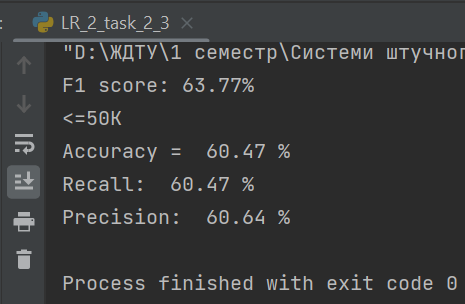 LR_2_task_2_3
"D:\ЖДТУ\1 семестр\Системи штучног
F1 score: 63.77%
<=50K
Accuracy =  60.47 %
Recall:  60.47 %
Precision:  60.64 %
Process finished with exit code 0